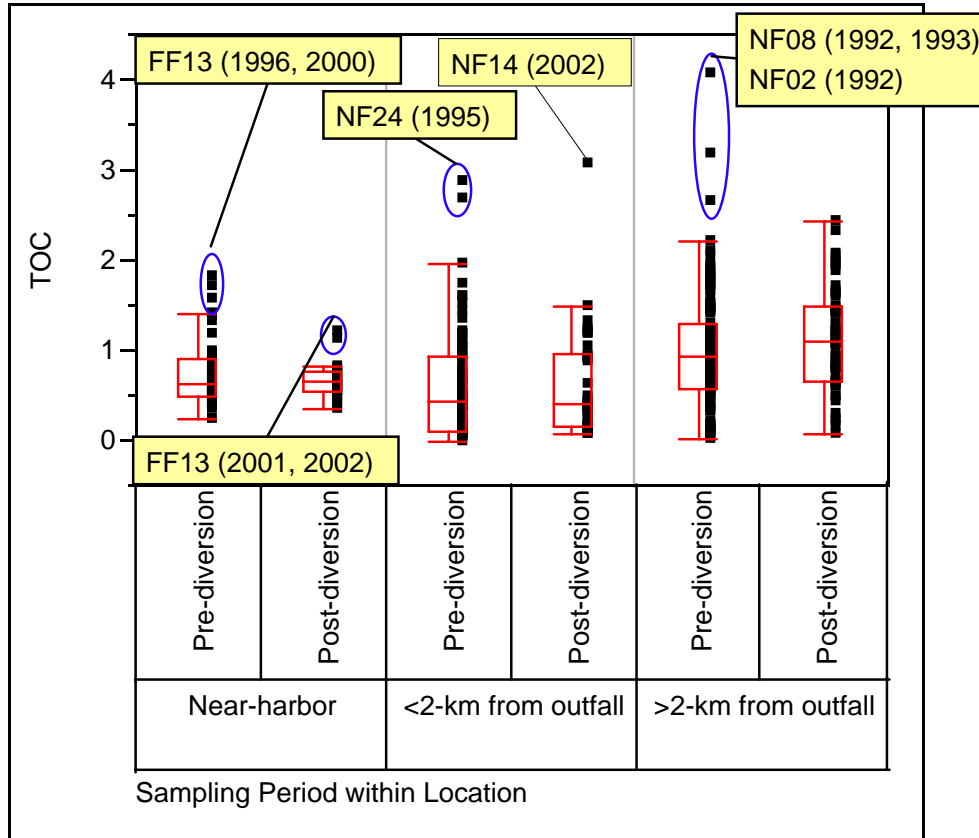 NF08 (1992, 1993)
NF02 (1992)
FF13 (1996, 2000)
NF14 (2002)
NF24 (1995)
4
3
2
1
0
TOC
FF13 (2001, 2002)
Pre-diversion
Post-diversion
Pre-diversion
Post-diversion
Pre-diversion
Post-diversion
Near-harbor
<2-km from outfall
>2-km from outfall
Sampling Period within Location